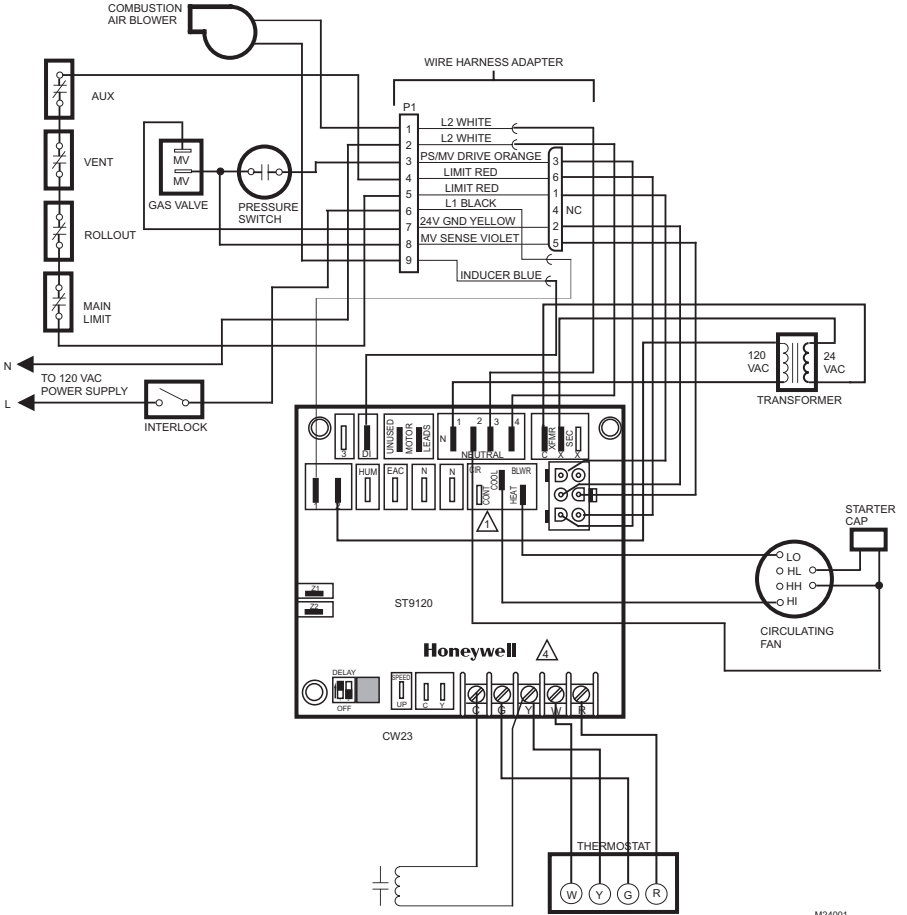 COMBUSTION
AIR BLOWER
WIRE HARNESS ADAPTER
AUX
P1
1 L2 WHITE
2 L2 WHITE
3 PS/MV DRIVE ORANGE 3
4 LIMIT RED 6
5 LIMIT RED 1
6 L1 BLACK 4 NC
7 24V GND YELLOW 2
8 MV SENSE VIOLET 5
9 INDUCER BLUE
VENT
MV
MV
GAS VALVE
PRESSURE
SWITCH
ROLLOUT
MAIN
LIMIT
N
TO 120 VAC
POWER SUPPLY
L
INTERLOCK
120
VAC
24
VAC
TRANSFORMER
3
DI
UNUSED
MOTOR
LEADS
N
1 2 3 4
NEUTRAL
XFMR
SEC
C X X
1
HUM
EAC
N
N
CIR
BLWR
CONT
COOL
HEAT
1
STARTER
CAP
LO
HL
HH
HI
CIRCULATING
FAN
Z1
Z2
ST9120
Honeywell
4
DELAY
OFF
SPEED
UP
C Y
C G Y W R
CW23
THERMOSTAT
W Y G R